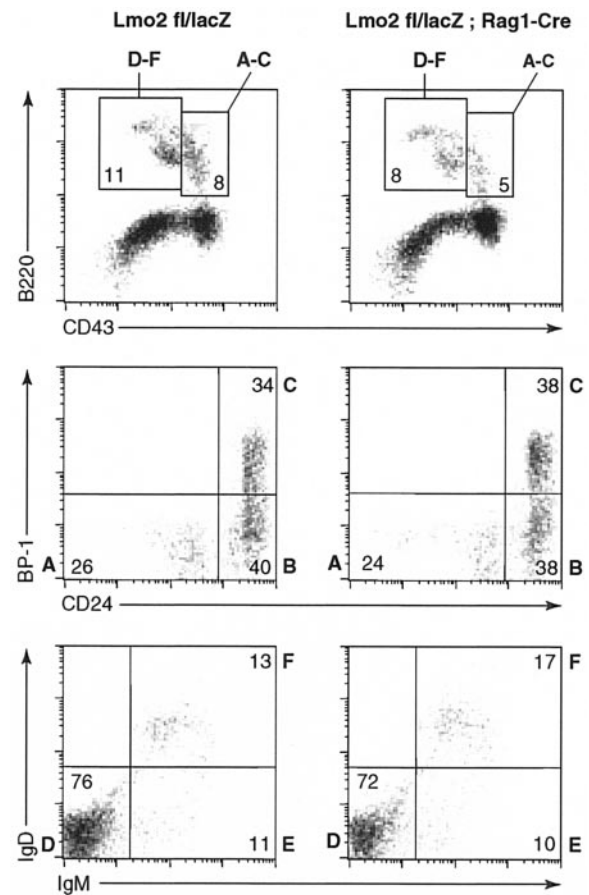 Lmo2 fl/lacZ
Lmo2 fl/lacZ ; Rag1-Cre
D-F
A-C
D-F
A-C
11
8
8
5
B220
CD43
34 C
38 C
A 26
40 B
A 24
38 B
BP-1
CD24
13 F
17 F
76
72
D
11 E
D
10 E
IgD
IgM